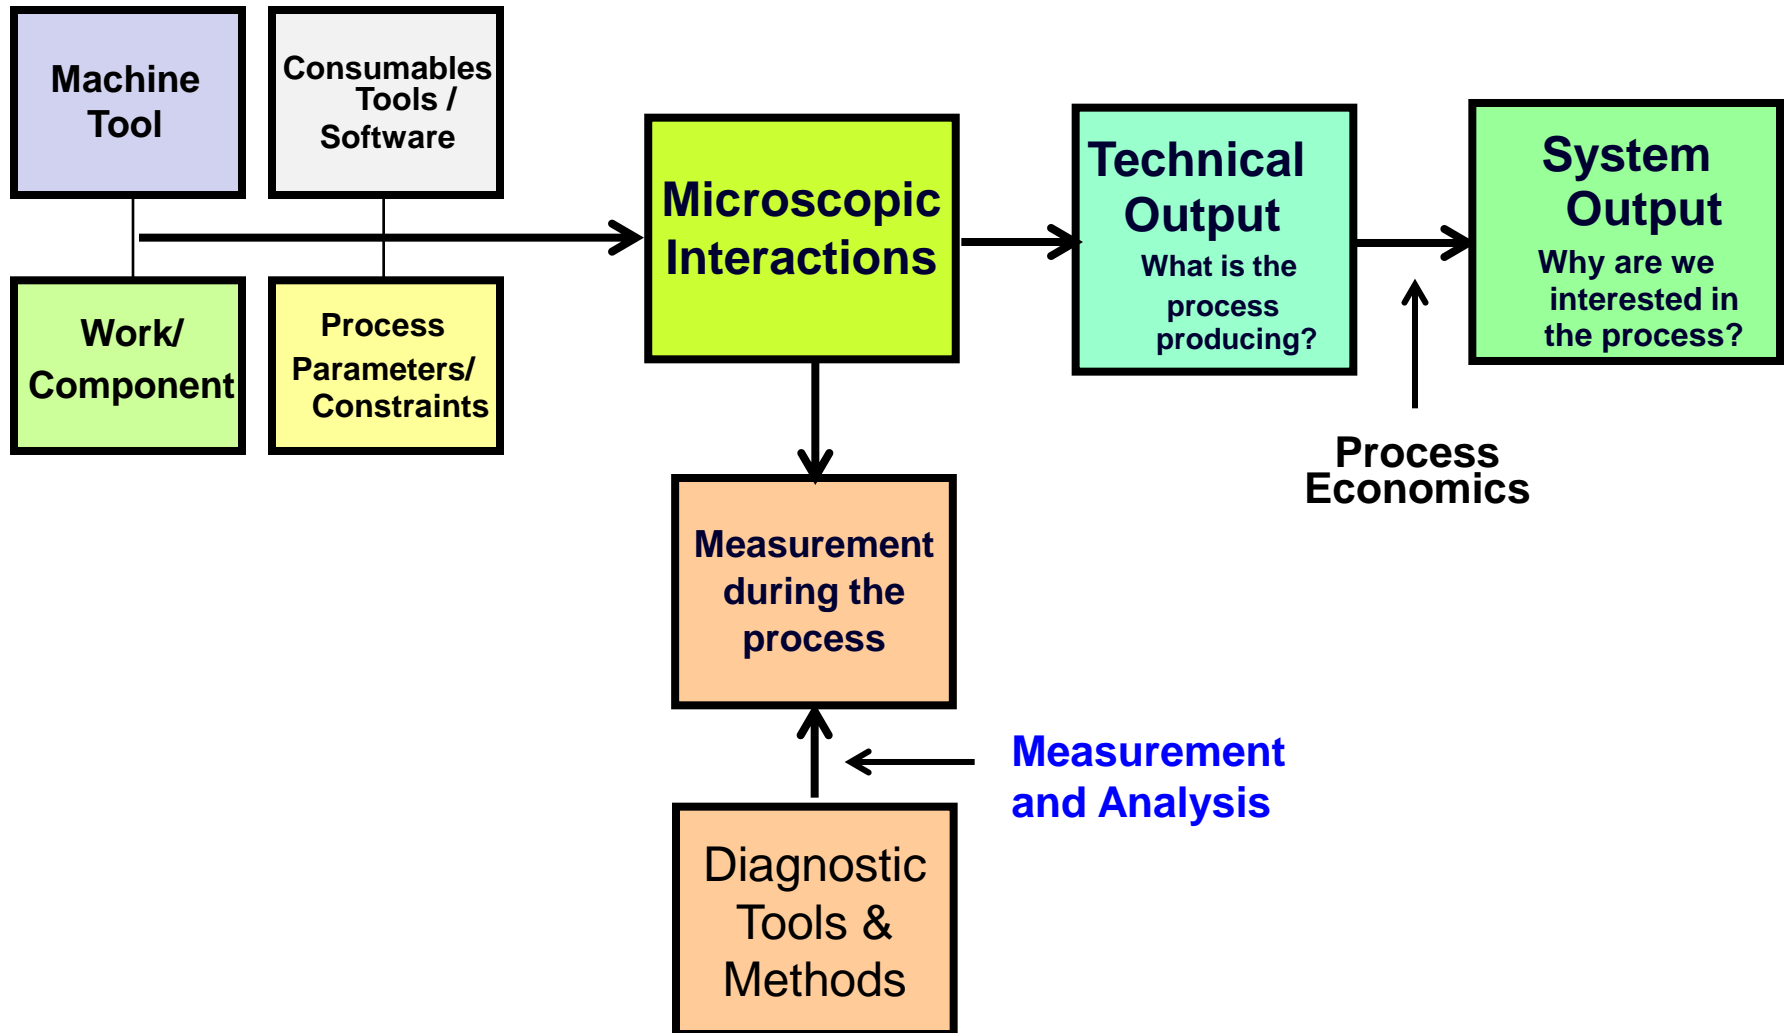 Machine
Tool
Consumables
Tools /
Software
Work/
Component
Process
Parameters/
Constraints
Microscopic
Interactions
Technical
Output
What is the
process
producing?
System
Output
Why are we
interested in
the process?
Process
Economics
Measurement
during the
process
Measurement
and Analysis
Diagnostic
Tools &
Methods